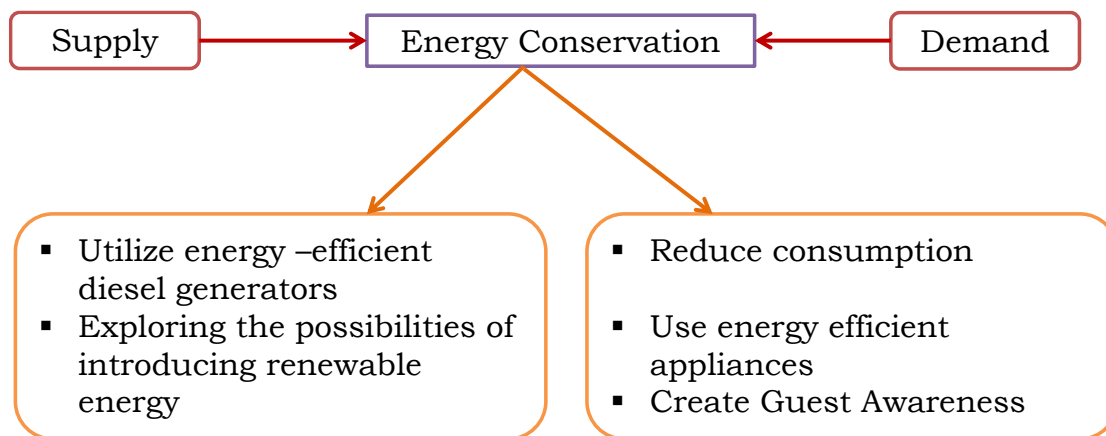 Supply
Energy Conservation
Demand
▪ Utilize energy –efficient
diesel generators
▪ Exploring the possibilities of
introducing renewable
energy
▪ Reduce consumption
▪ Use energy efficient
appliances
▪ Create Guest Awareness